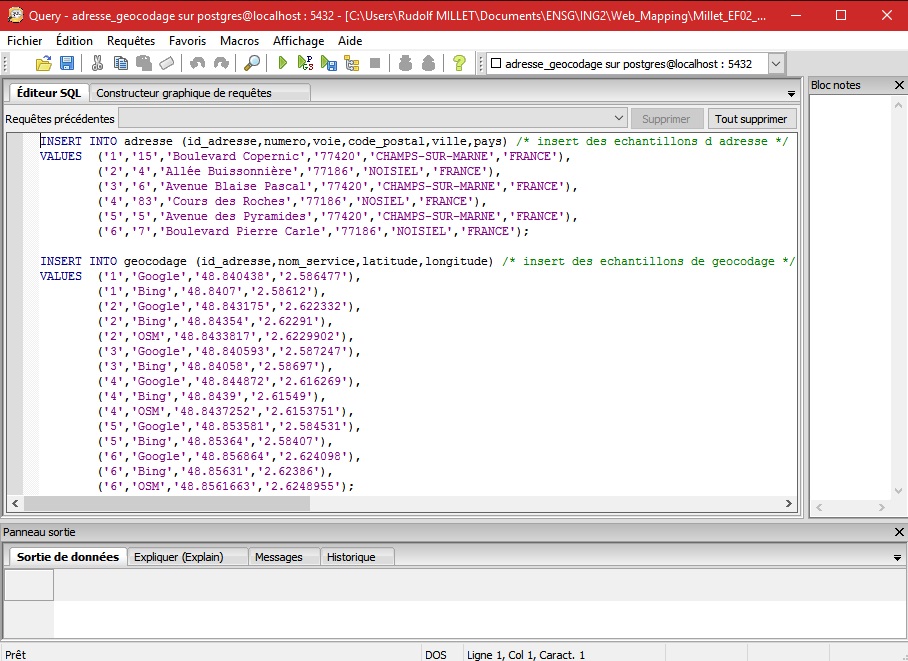 Query - adresse_geocodage sur postgres@localhost : 5432 - [C:\Users\Rudolf MILLET\Documents\ENSG\ING2\Web_Mapping\Millet_EF02_...
Fichier Édition Requêtes Favoris Macros Affichage Aide
adresse_geocodage sur postgres@localhost : 5432
Éditeur SQL Constructeur graphique de requêtes
Bloc notes
Requêtes précédentes Supprimer Tout supprimer
INSERT INTO adresse (id_adresse,numero,voie,code_postal,ville,pays) /* insert des echantillons d adresse */
VALUES ('1','15','Boulevard Copernic','77420','CHAMPS-SUR-MARNE','FRANCE'),
('2','4','Allée Buissonnière','77186','NOISIEL','FRANCE'),
('3','6','Avenue Blaise Pascal','77420','CHAMPS-SUR-MARNE','FRANCE'),
('4','83','Cours des Roches','77186','NOSIEL','FRANCE'),
('5','5','Avenue des Pyramides','77420','CHAMPS-SUR-MARNE','FRANCE'),
('6','7','Boulevard Pierre Carle','77186','NOISIEL','FRANCE');
INSERT INTO geocodage (id_adresse,nom_service,latitude,longitude) /* insert des echantillons de geocodage */
VALUES ('1','Google','48.840438','2.586477'),
('1','Bing','48.8407','2.58612'),
('2','Google','48.843175','2.622332'),
('2','Bing','48.84354','2.62291'),
('2','OSM','48.8433817','2.6229902'),
('3','Google','48.840593','2.587247'),
('3','Bing','48.84058','2.58697'),
('4','Google','48.844872','2.616269'),
('4','Bing','48.8439','2.61549'),
('4','OSM','48.8437252','2.6153751'),
('5','Google','48.853581','2.584531'),
('5','Bing','48.85364','2.58407'),
('6','Google','48.856864','2.624098'),
('6','Bing','48.85631','2.62386'),
('6','OSM','48.8561663','2.6248955');
Panneau sortie
Sortie de données Expliquer (Explain) Messages Historique
Prêt DOS Ligne 1, Col 1, Caract. 1